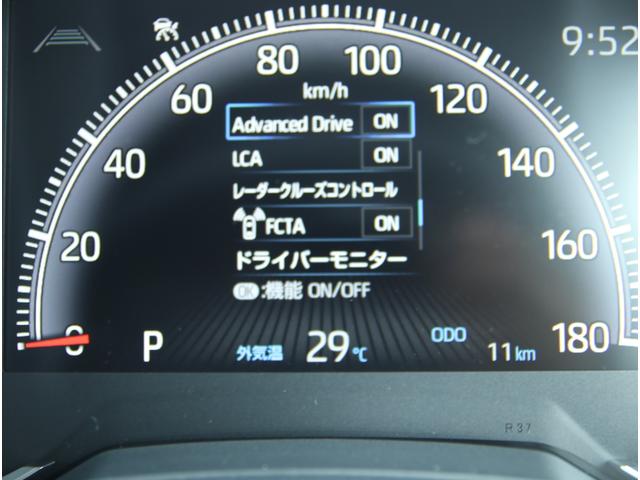 9:52
80 100
km/h
60 120
Advanced Drive ON
LCA ON
40 140
レーダークルーズコントロール
FCTA ON
20 160
ドライバーモニター
OK:機能 ON/OFF
0 P 外気温 29℃ ODO 11km 180
R37